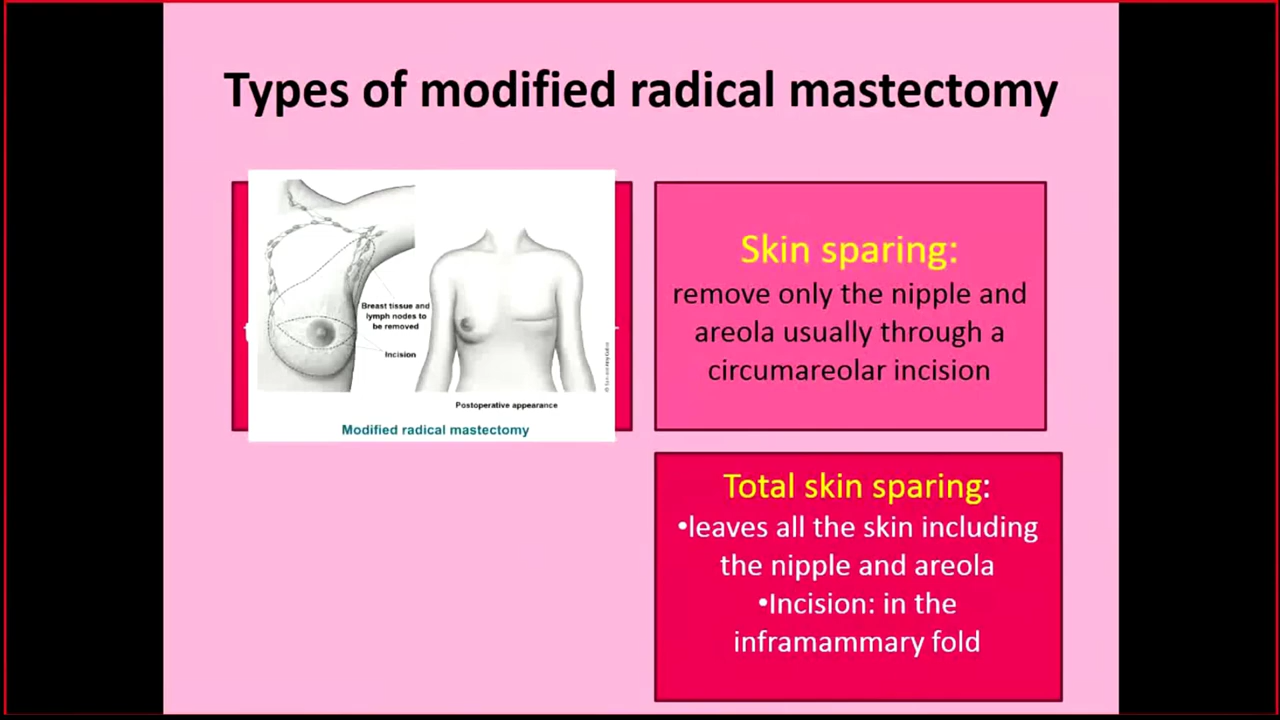 Types of modified radical mastectomy
Breast tissue and
lymph nodes to
be removed
Incision
Postoperative appearance
Modified radical mastectomy
Skin sparing:
remove only the nipple and
areola usually through a
circumareolar incision
Total skin sparing:
•leaves all the skin including
the nipple and areola
•Incision: in the
inframammary fold